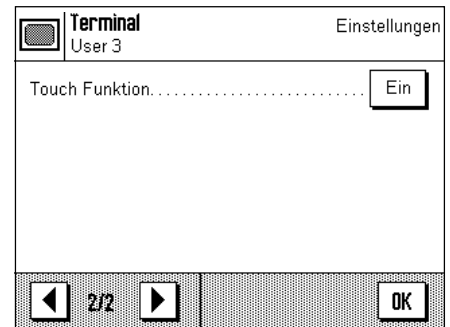 Terminal
Einstellungen
User 3
Touch Funktion........................... Ein
2/2
OK